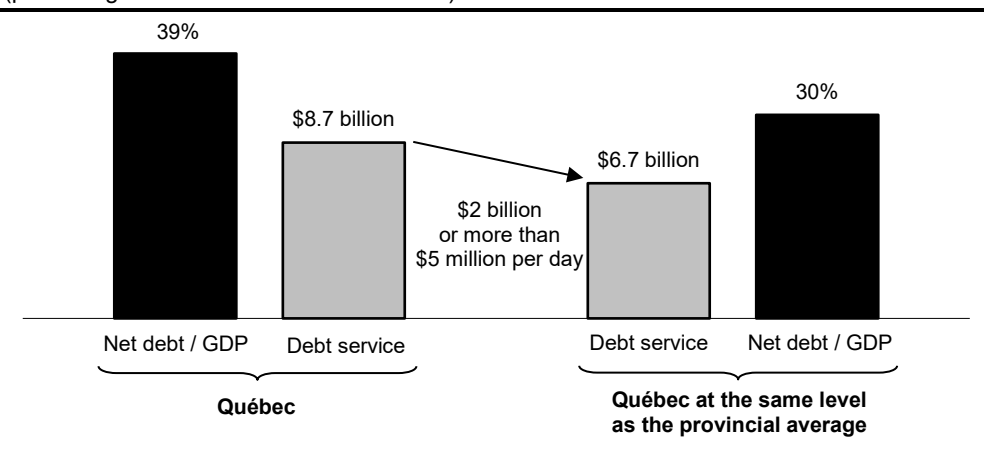 39%
30%
$8.7 billion
$6.7 billion
$2 billion
or more than
$5 million per day
Net debt / GDP
Debt service
Debt service
Net debt / GDP
Québec
Québec at the same level
as the provincial average